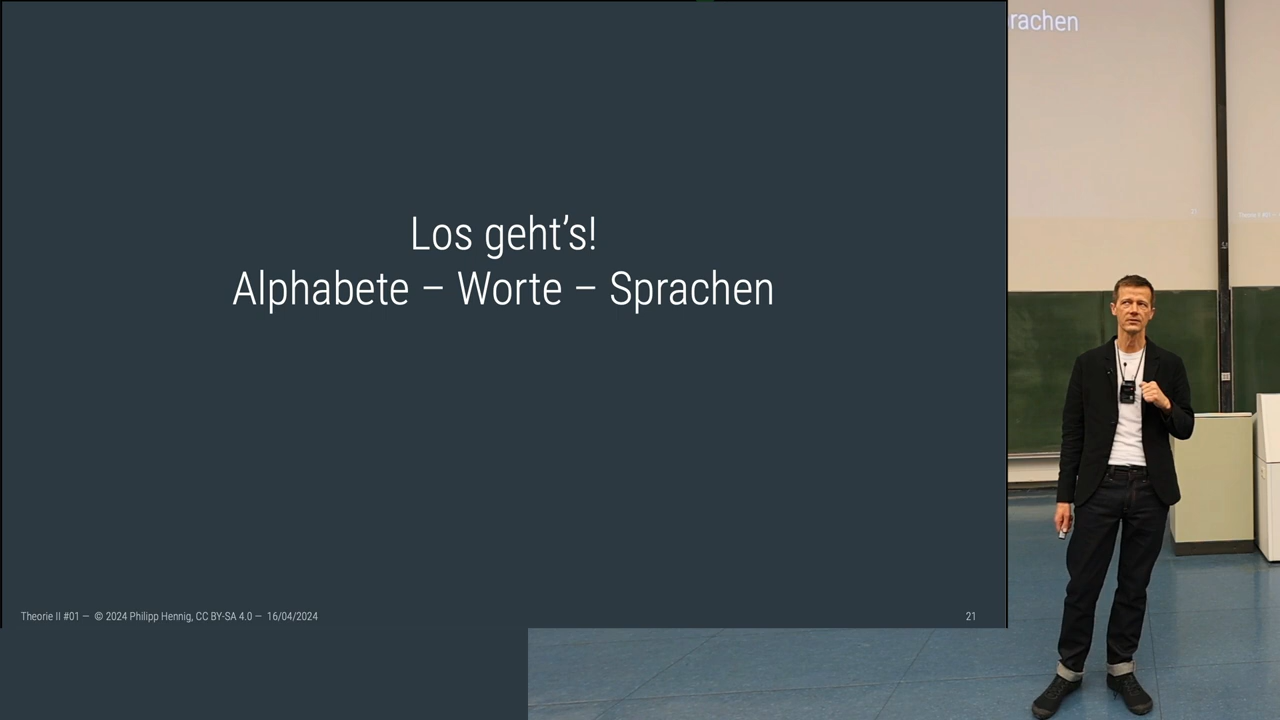 Los geht’s!
Alphabete – Worte – Sprachen
Theorie II #01 — © 2024 Philipp Hennig, CC BY-SA 4.0 — 16/04/2024
21
rachen